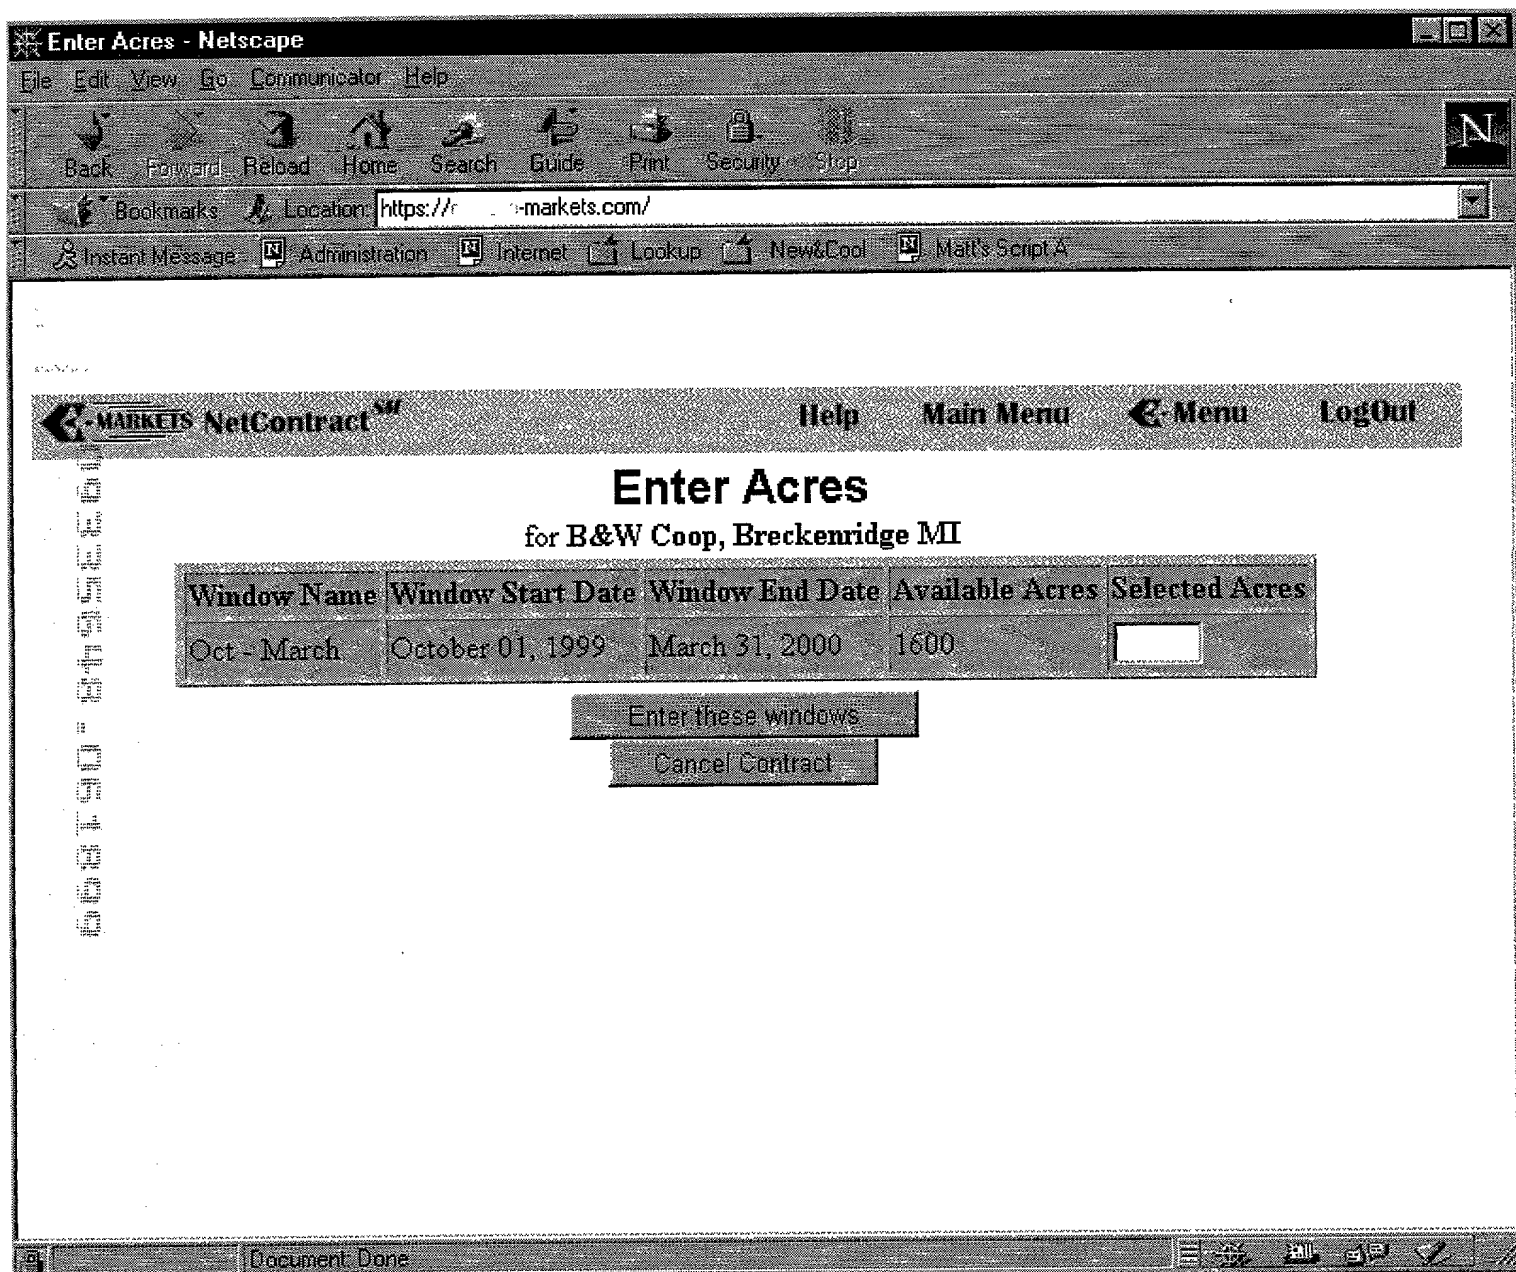 Enter Acres - Netscape
File Edit View Go Communicator Help
Back Forward Reload Home Search Guide Print Security Stop
N
Bookmarks Location: https:// -markets.com/
Instant Message Administration Internet Lookup New&Cool Matt's Script A
E-MARKETS NetContract SM Help Main Menu E-Menu LogOut
Enter Acres
for B&W Coop, Breckenridge MI
Window Name Window Start Date Window End Date Available Acres Selected Acres
Oct - March October 01, 1999 March 31, 2000 1600
Enter these windows
Cancel Contract
Document: Done